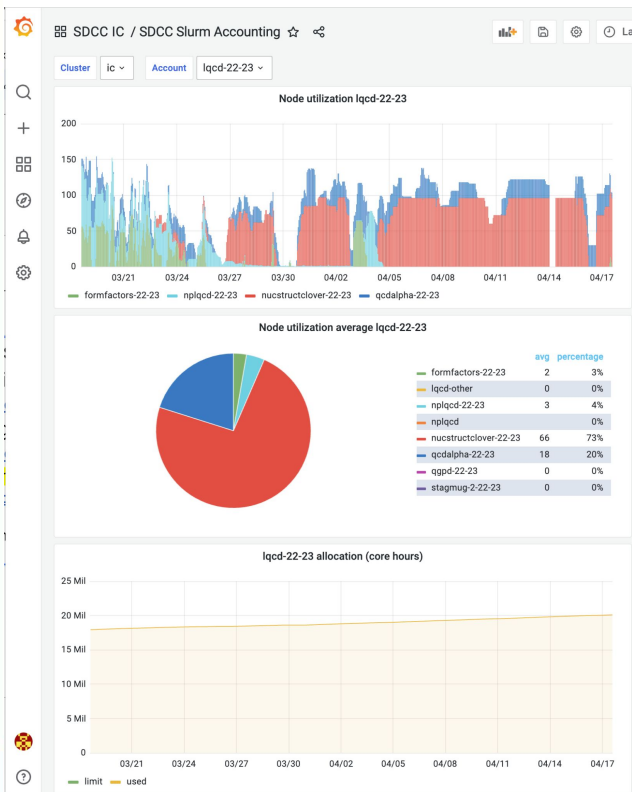 SDCC IC / SDCC Slurm Accounting
La
Cluster ic Account lqcd-22-23
Node utilization lqcd-22-23
200
150
100
50
0
03/21 03/24 03/27 03/30 04/02 04/05 04/08 04/11 04/14 04/17
formfactors-22-23 nplqcd-22-23 nucstructclover-22-23 qcdalpha-22-23
Node utilization average lqcd-22-23
avg percentage
formfactors-22-23 2 3%
lqcd-other 0 0%
nplqcd-22-23 3 4%
nplqcd 0%
nucstructclover-22-23 66 73%
qcdalpha-22-23 18 20%
qgpd-22-23 0 0%
stagmug-2-22-23 0 0%
lqcd-22-23 allocation (core hours)
25 Mil
20 Mil
15 Mil
10 Mil
5 Mil
0
03/21 03/24 03/27 03/30 04/02 04/05 04/08 04/11 04/14 04/17
limit used